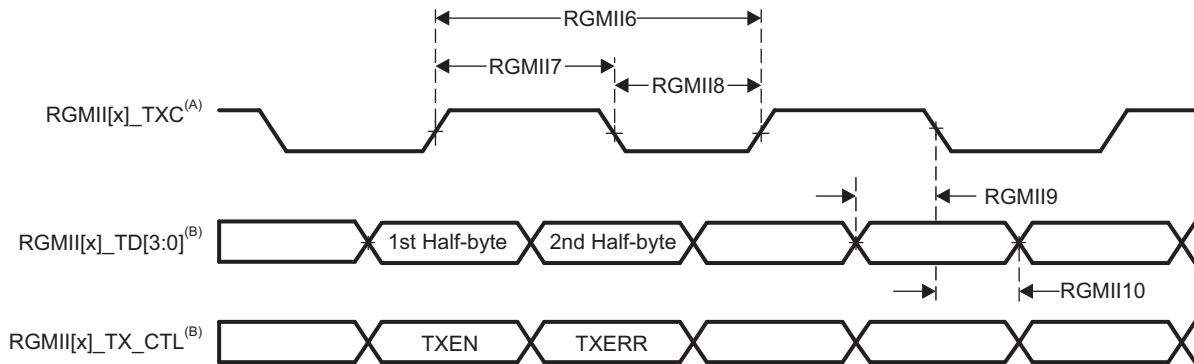 RGMII6
RGMII7
RGMII8
RGMII[x]_TXC(A)
RGMII9
RGMII[x]_TD[3:0](B)
1st Half-byte
2nd Half-byte
RGMII10
RGMII[x]_TX_CTL(B)
TXEN
TXERR